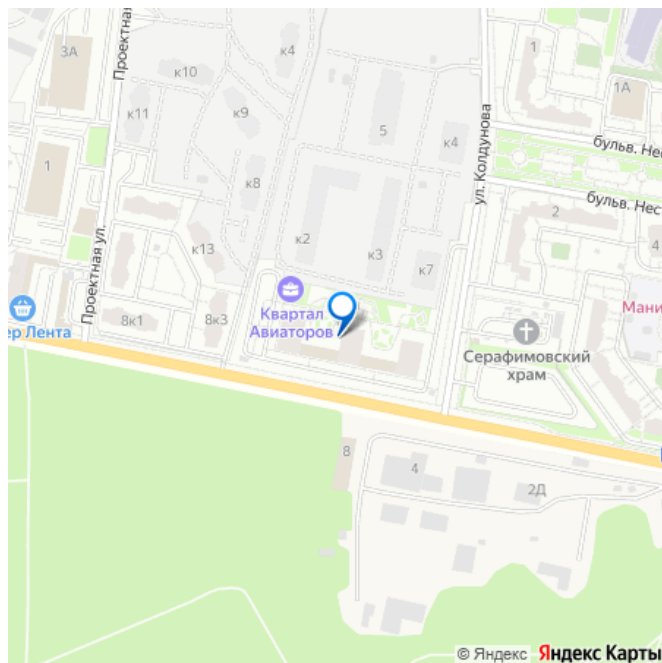 3А
Проектная ул.
к10
к4
к11
к9
5
к4
ул. Колдунова
1
1А
бульв. Нес
бульв. Нес
1
к8
2
4
к13
к2
к3
к7
Проектная ул.
ер Лента
8к1
8к3
Квартал
Авиаторов
Серафимовский
храм
Мани
8
4
2Д
© Яндекс Яндекс Карты